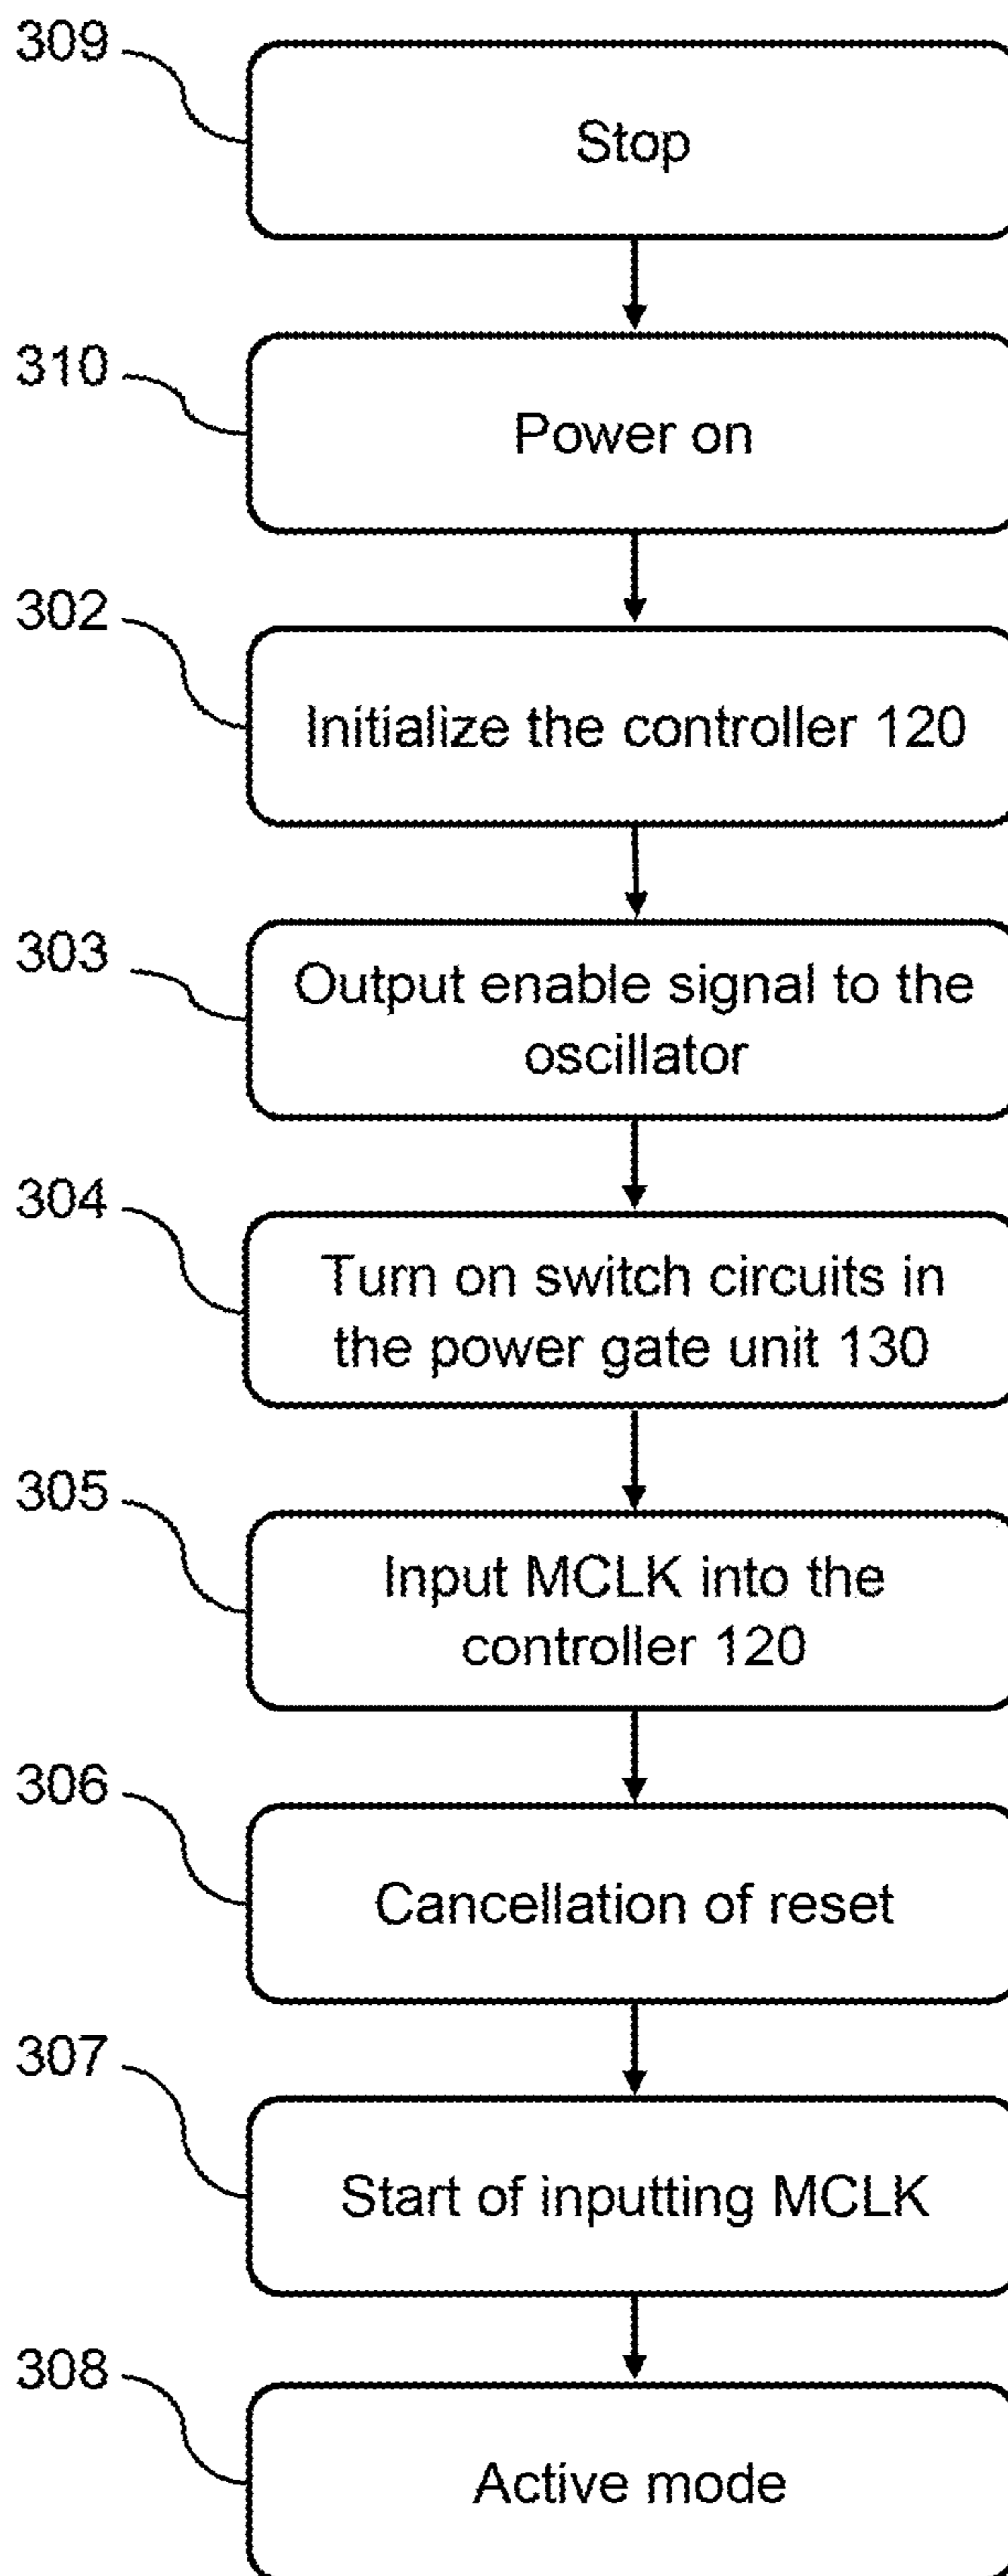 309
Stop
310
Power on
302
Initialize the controller 120
303
Output enable signal to the
oscillator
304
Turn on switch circuits in
the power gate unit 130
305
Input MCLK into the
controller 120
306
Cancellation of reset
307
Start of inputting MCLK
308
Active mode